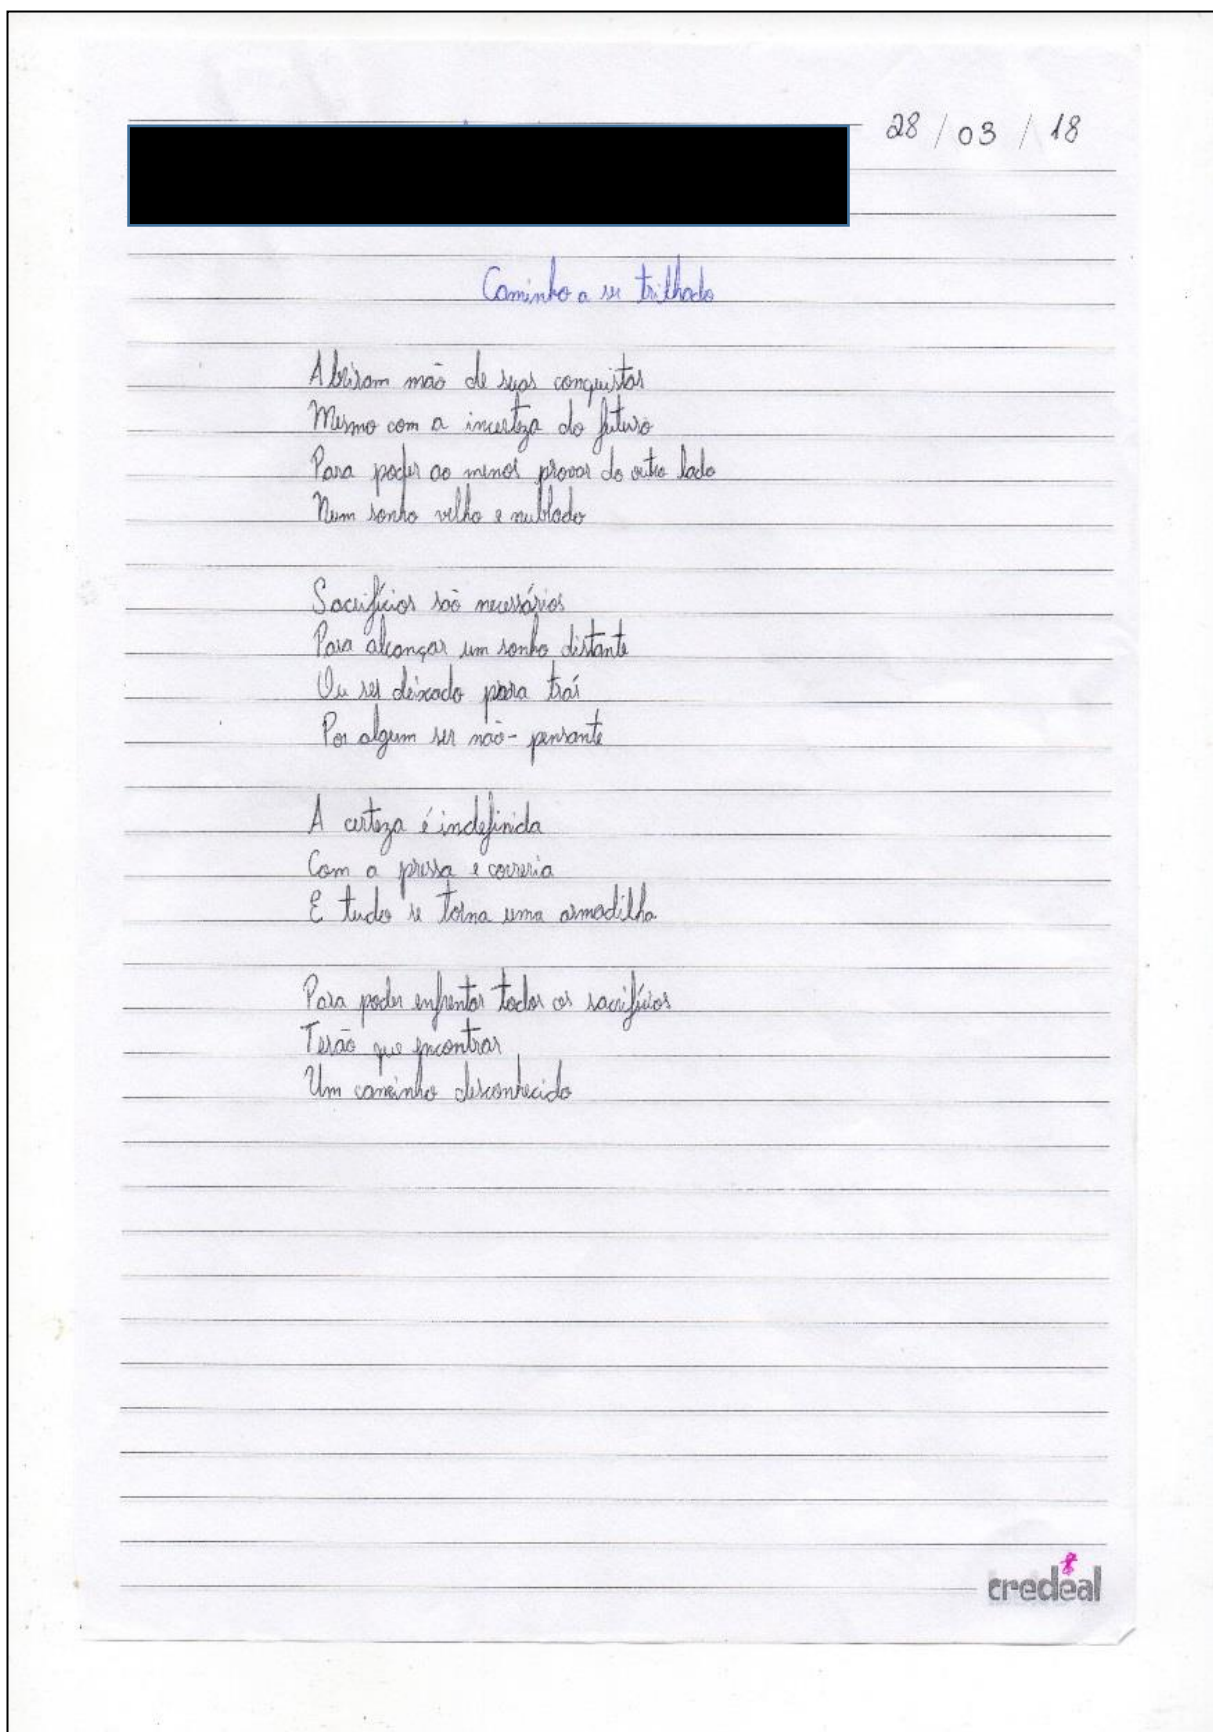 28 / 03 / 18
Caminho a ser trilhado
Abriram mão de suas conquistas
Mesmo com a incerteza do futuro
Para poder ao menos provar do outro lado
Num sonho velho e nublado
Sacrifícios são necessários
Para alcançar um sonho distante
Ou ser deixado para traś
Por algum ser não-pensante
A certeza é indefinida
Com a pressa e correria
E tudo se torna uma armadilha
Para poder enfrentar todos os sacrifícios
Terão que encontrar
Um caminho desconhecido
credeal